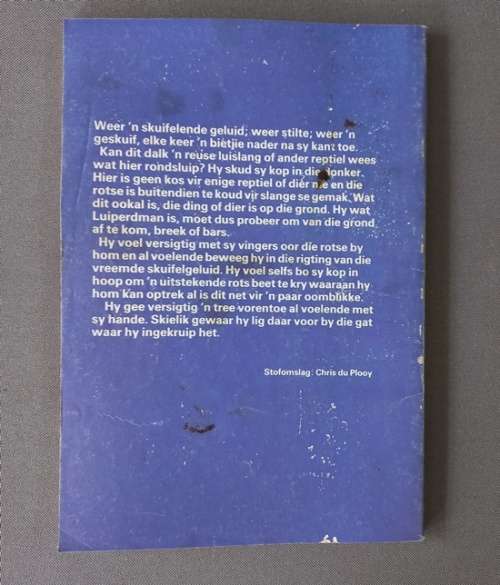 Weer 'n skuifelende geluid; weer stilte; weer 'n
geskuif, elke keer 'n bietjie nader na sy kant toe.
Kan dit dalk 'n reuse luislang of ander reptiel wees
wat hier rondsluip? Hy skud sy kop in die donker.
Hier is geen kos vir enige reptiel of diér nie en die
rotse is buitendien te koud vir slange se gemak. Wat
dit ookal is, die ding of dier is op die grond. Hy wat
Luiperdman is, moet dus probeer om van die grond
af te kom, breek of bars.
Hy voel versigtig met sy vingers oor die rotse by
hom en al voelende beweeg hy in die rigting van die
vreemde skuifelgeluid. Hy voel selfs bo sy kop in
hoop om 'n uitstekende rots beet te kry waaraan hy
hom kan optrek al is dit net vir 'n paar oomblikke.
Hy gee versigtig 'n tree vorentoe al voelende met
sy hande. Skielik gewaar hy lig daar voor by die gat
waar hy ingekruip het.
Stofomslag: Chris du Plooy